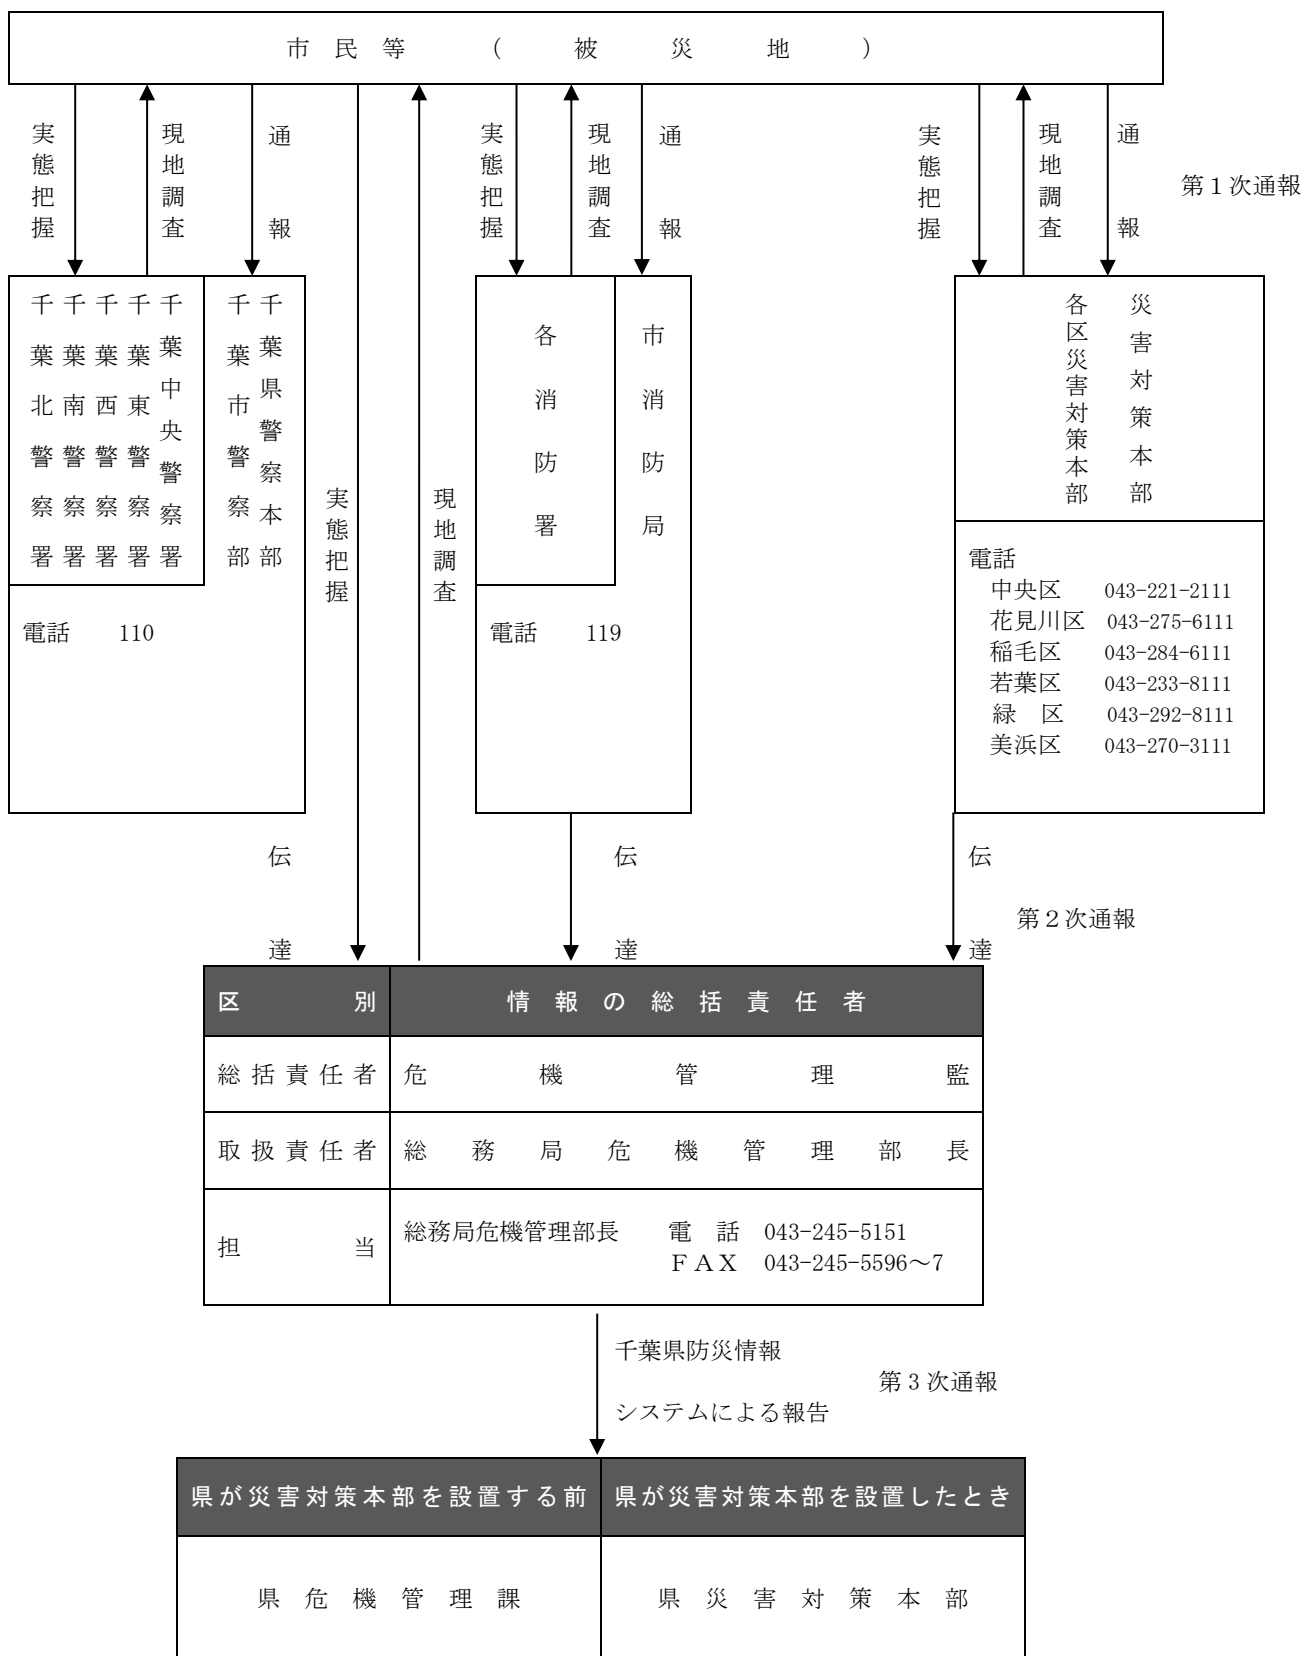 市民等（被災地）
実態把握
現地調査
通報
実態把握
現地調査
実態把握
現地調査
通報
実態把握
現地調査
通報
第１次通報
千葉北警察署
千葉南警察署
千葉西警察署
千葉東警察署
千葉中央警察署
千葉市警察部
千葉県警察本部
電話 110
各消防署
市消防局
電話 119
各区災害対策本部
災害対策本部
電話
中央区 043-221-2111
花見川区 043-275-6111
稲毛区 043-284-6111
若葉区 043-233-8111
緑区 043-292-8111
美浜区 043-270-3111
伝達
伝達
伝達
第２次通報
区別 情報の総括責任者
総括責任者 危機管理監
取扱責任者 総務局危機管理部長
担当 総務局危機管理部長 電話 043-245-5151
ＦＡＸ 043-245-5596～7
千葉県防災情報
システムによる報告
第３次通報
県が災害対策本部を設置する前 県が災害対策本部を設置したとき
県危機管理課 県災害対策本部